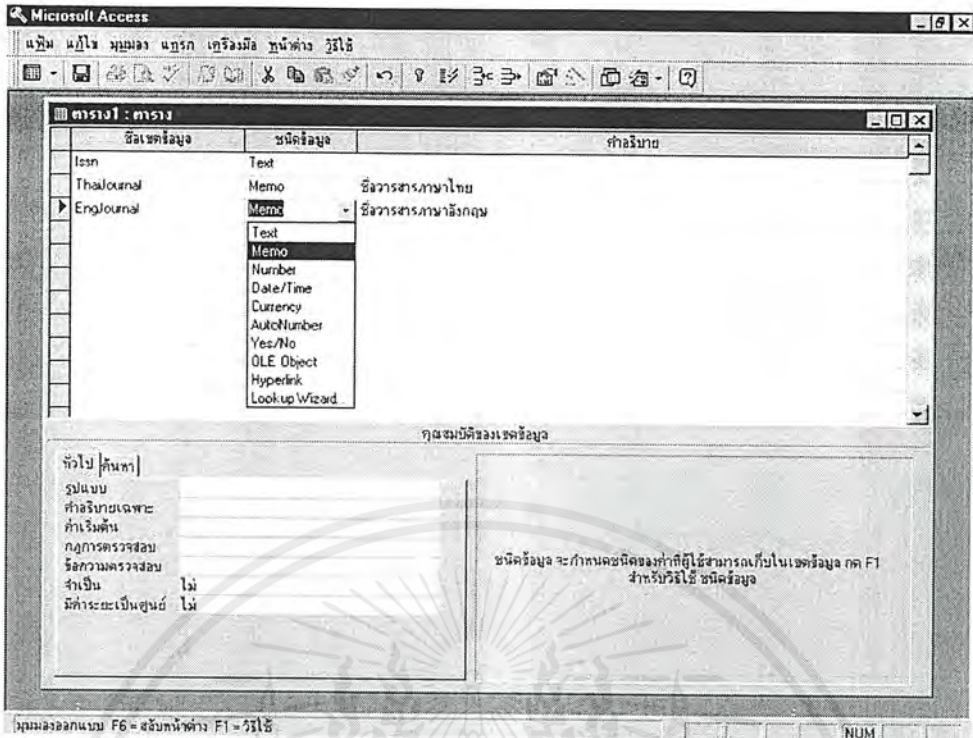 Microsoft Access
แฟ้ม แก้ไข มุมมอง แทรก เครื่องมือ หน้าต่าง วิธีใช้
ตาราง1 : ตาราง
ชื่อเขตข้อมูล ชนิดข้อมูล คำอธิบาย
Issn Text
ThaiJournal Memo ชื่อวารสารภาษาไทย
EngJournal Memo ชื่อวารสารภาษาอังกฤษ
Text
Memo
Number
Date/Time
Currency
AutoNumber
Yes/No
OLE Object
Hyperlink
Lookup Wizard...
คุณสมบัติของเขตข้อมูล
ทั่วไป ค้นหา
รูปแบบ
คำอธิบายเฉพาะ
ค่าเริ่มต้น
กฎการตรวจสอบ
ข้อความตรวจสอบ
จำเป็น ไม่
มีค่าระยะเป็นศูนย์ ไม่
ชนิดข้อมูล จะกำหนดชนิดของค่าที่ผู้ใช้สามารถเก็บในเขตข้อมูล กด F1
สำหรับวิธีใช้ ชนิดข้อมูล
มุมมองออกแบบ F6 = สลับหน้าต่าง F1 = วิธีใช้
NUM